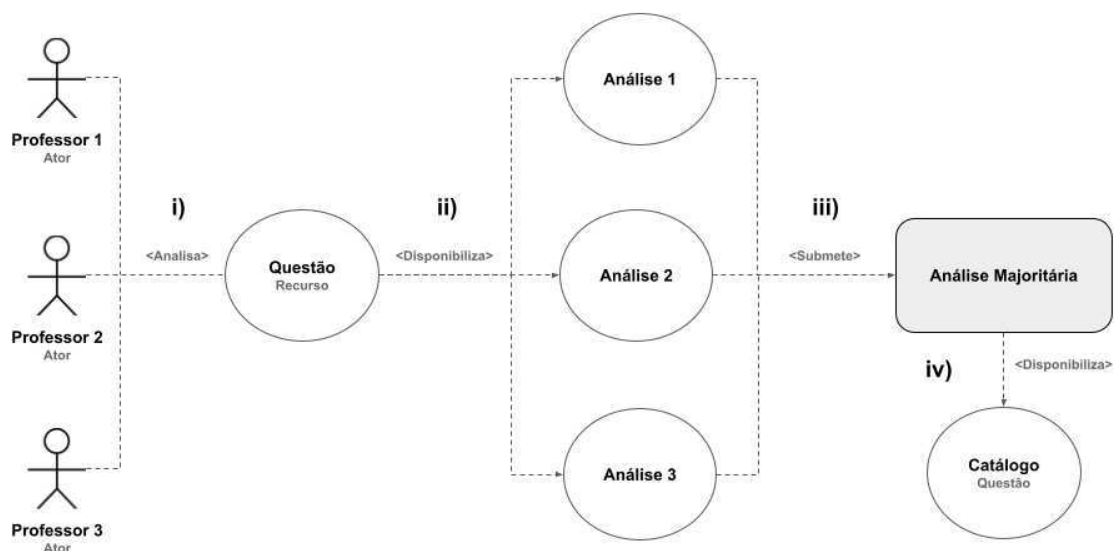 Professor 1
Ator
Professor 2
Ator
Professor 3
Ator
i)
<Analisa>
Questão
Recurso
ii)
<Disponibiliza>
Análise 1
Análise 2
Análise 3
iii)
<Submete>
Análise Majoritária
iv)
<Disponibiliza>
Catálogo
Questão